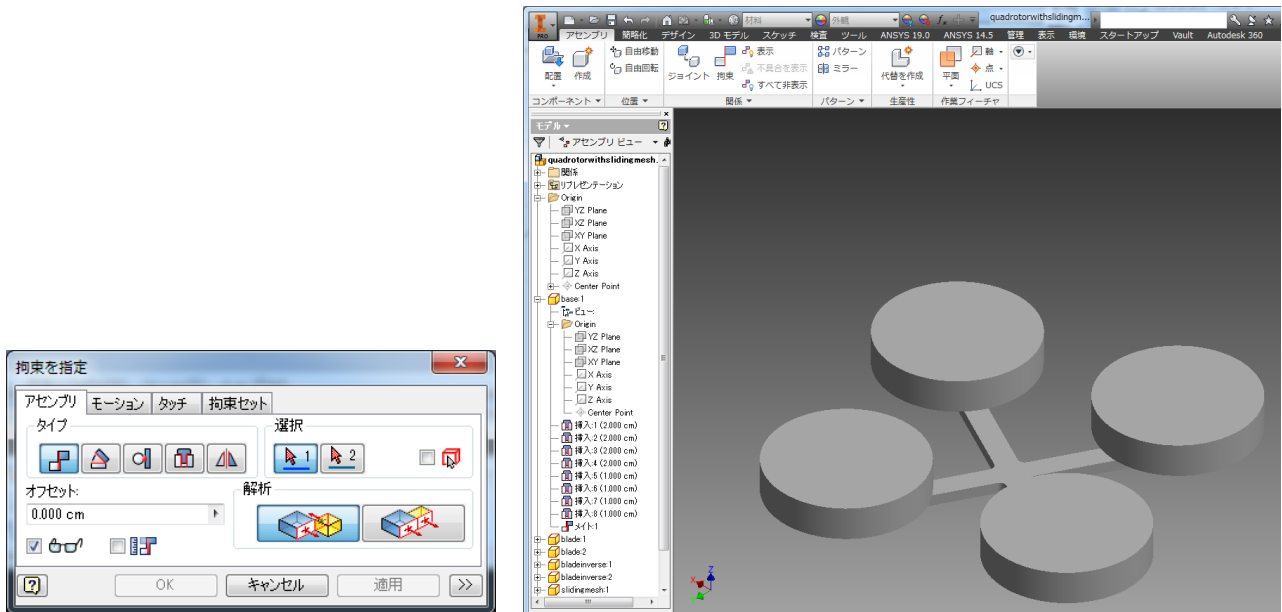 拘束を指定
アセンブリ モーション タッチ 拘束セット
タイプ 選択
1 2
オフセット: 解析
0.000 cm
OK キャンセル 適用 >>
PRO 材料 外観 fx quadrotorwithslidingm...
アセンブリ 簡略化 デザイン 3D モデル スケッチ 検査 ツール ANSYS 19.0 ANSYS 14.5 管理 表示 環境 スタートアップ Vault Autodesk 360
配置 作成 自由移動 自由回転 ジョイント 拘束 表示 不具合を表示 すべて非表示 パターン ミラー 代替を作成 平面 軸 点 UCS
コンポーネント 位置 関係 パターン 生産性 作業フィーチャ
モデル
アセンブリ ビュー
quadrotorwithslidingmesh.
関係
リプレゼンテーション
Origin
YZ Plane
XZ Plane
XY Plane
X Axis
Y Axis
Z Axis
Center Point
base:1
ビュー:
Origin
YZ Plane
XZ Plane
XY Plane
X Axis
Y Axis
Z Axis
Center Point
挿入:1 (2.000 cm)
挿入:2 (2.000 cm)
挿入:3 (2.000 cm)
挿入:4 (2.000 cm)
挿入:5 (1.000 cm)
挿入:6 (1.000 cm)
挿入:7 (1.000 cm)
挿入:8 (1.000 cm)
メイト:1
blade:1
blade:2
bladeinverse:1
bladeinverse:2
slidingmesh:1
X Z